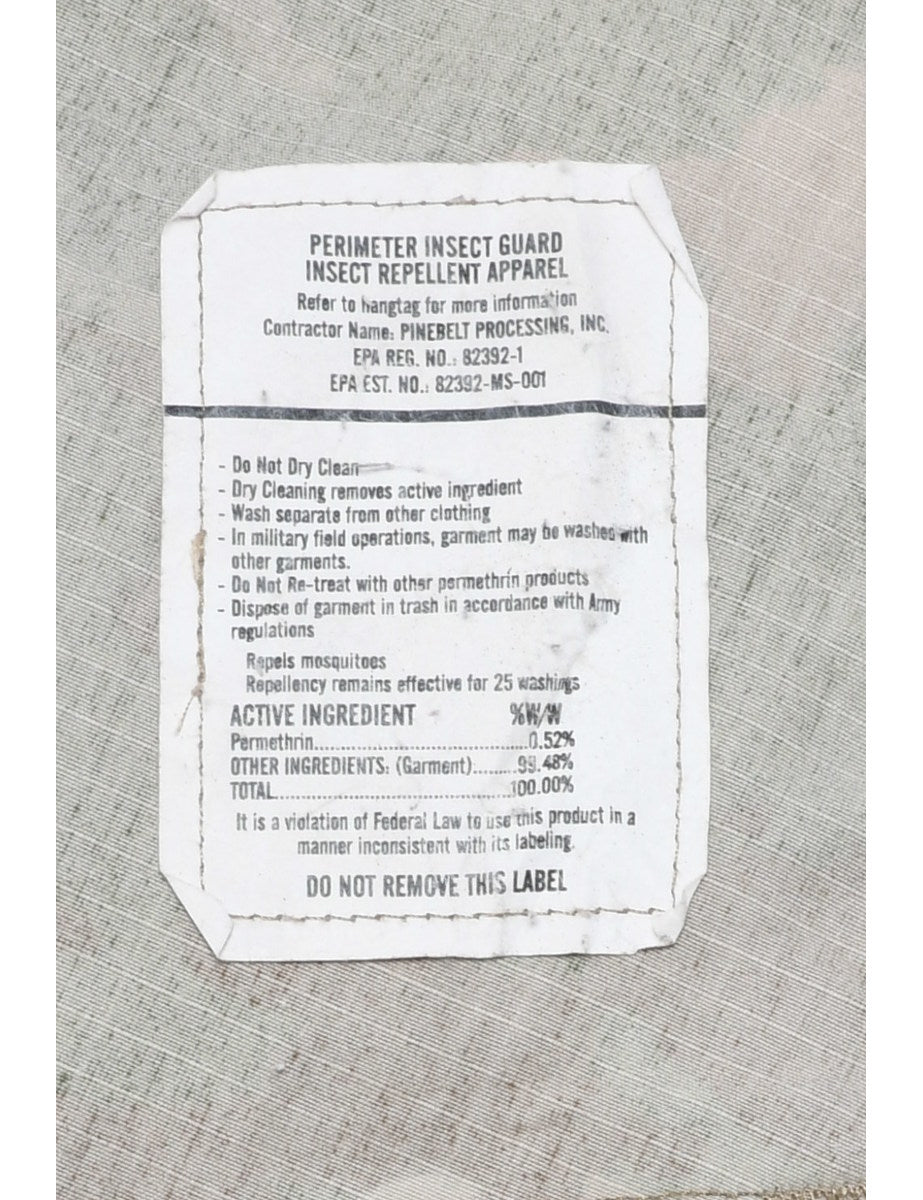 PERIMETER INSECT GUARD
INSECT REPELLENT APPAREL
Refer to hangtag for more information
Contractor Name: PINEBELT PROCESSING, INC.
EPA REG. NO.: 82392-1
EPA EST. NO.: 82392-MS-001
- Do Not Dry Clean
- Dry Cleaning removes active ingredient
- Wash separate from other clothing
- In military field operations, garment may be washed with
other garments.
- Do Not Re-treat with other permethrin products
- Dispose of garment in trash in accordance with Army
regulations
Repels mosquitoes
Repellency remains effective for 25 washings
ACTIVE INGREDIENT %W/W
Permethrin..............................0.52%
OTHER INGREDIENTS: (Garment).........99.48%
TOTAL...................................100.00%
It is a violation of Federal Law to use this product in a
manner inconsistent with its labeling.
DO NOT REMOVE THIS LABEL